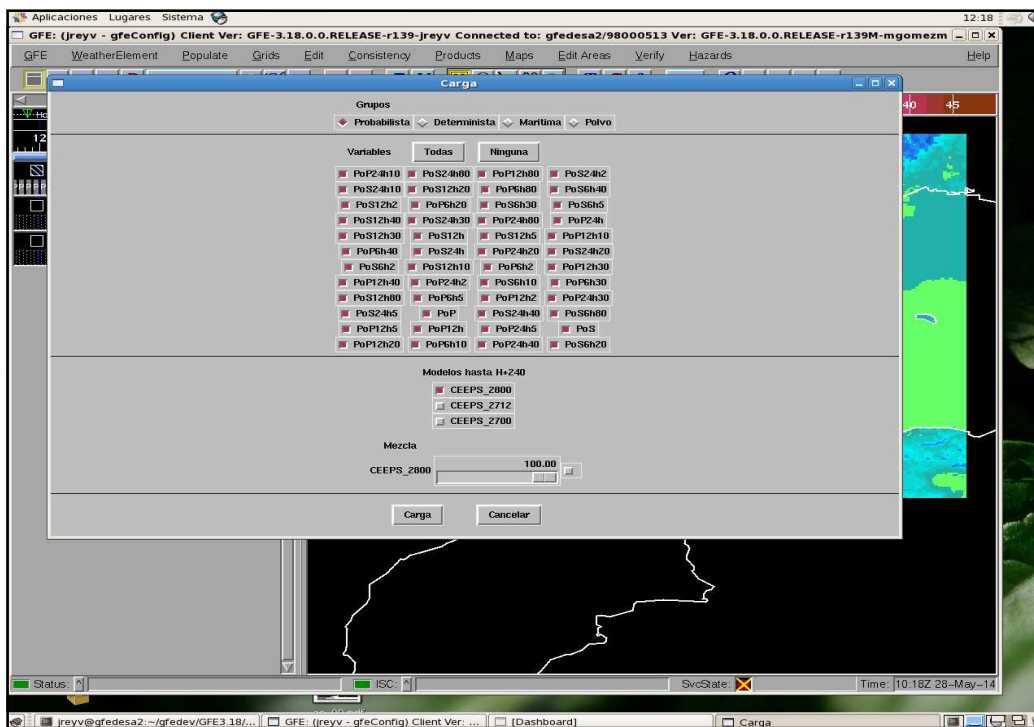 Aplicaciones Lugares Sistema 12:18
GFE: (jreyv - gfeConfig) Client Ver: GFE-3.18.0.0.RELEASE-r139-jreyv Connected to: gfedesa2/98000513 Ver: GFE-3.18.0.0.RELEASE-r139M-mgomezm
GFE WeatherElement Populate Grids Edit Consistency Products Maps Edit Areas Verify Hazards Help
Carga
40 45
12
Grupos
Probabilista Determinista Maritima Polvo
Variables Todas Ninguna
PoP24h10 PoS24h80 PoP12h80 PoS24h2
PoS24h10 PoS12h20 PoP6h80 PoS6h40
PoS12h2 PoP6h20 PoS6h30 PoS6h5
PoS12h40 PoS24h30 PoP24h80 PoP24h
PoS12h30 PoS12h PoS12h5 PoP12h10
PoP6h40 PoS24h PoP24h20 PoS24h20
PoS6h2 PoS12h10 PoP6h2 PoP12h30
PoP12h40 PoP24h2 PoS6h10 PoP6h30
PoS12h80 PoP6h5 PoP12h2 PoP24h30
PoS24h5 PoP PoS24h40 PoS6h80
PoP12h5 PoP12h PoP24h5 PoS
PoP12h20 PoP6h10 PoP24h40 PoS6h20
Modelos hasta H+240
CEEPS_2800
CEEPS_2712
CEEPS_2700
Mezcla
CEEPS_2800 100.00
Carga Cancelar
Status: ISC: SvcState: Time: 10:18Z 28-May-14
jreyv@gfedesa2:~/gfedev/GFE3.18/... GFE: (jreyv - gfeConfig) Client Ver: ... [Dashboard] Carga